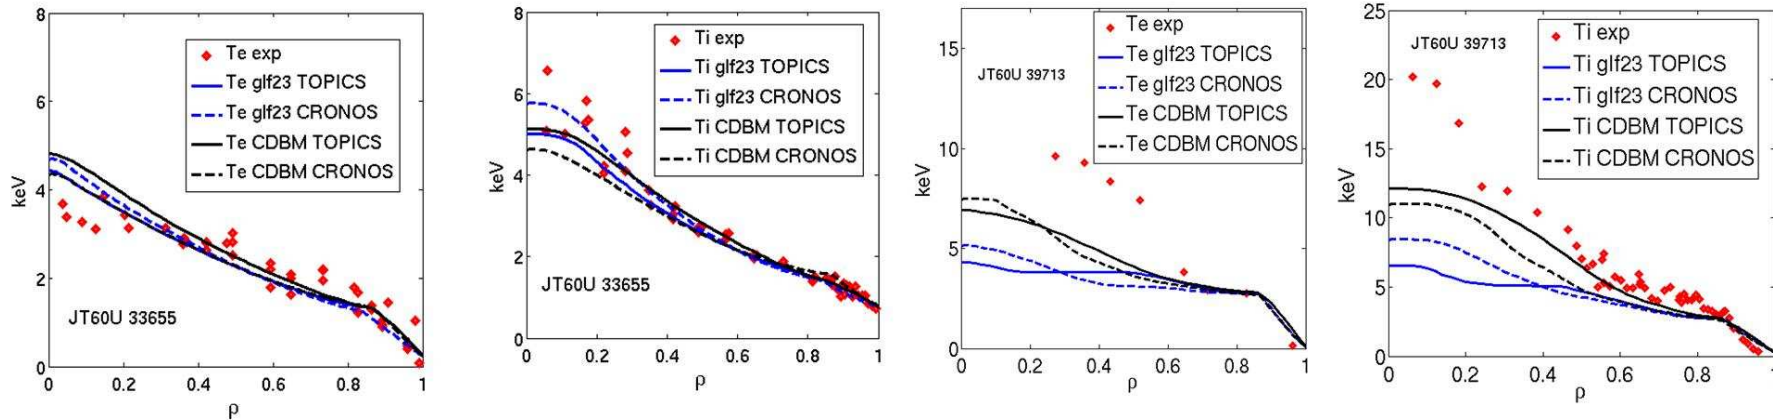 8
6
4
2
0
keV
Te exp
Te glf23 TOPICS
Te glf23 CRONOS
Te CDBM TOPICS
Te CDBM CRONOS
JT60U 33655
0 0.2 0.4 0.6 0.8 1
ρ
8
6
5
4
2
0
keV
Ti exp
Ti glf23 TOPICS
Ti glf23 CRONOS
Ti CDBM TOPICS
Ti CDBM CRONOS
JT60U 33655
0 0.2 0.4 0.6 0.8 1
ρ
15
10
5
0
keV
Te exp
Te glf23 TOPICS
Te glf23 CRONOS
Te CDBM TOPICS
Te CDBM CRONOS
JT60U 39713
0 0.2 0.4 0.6 0.8 1
ρ
25
20
15
10
5
0
keV
JT60U 39713
Ti exp
Ti glf23 TOPICS
Ti glf23 CRONOS
Ti CDBM TOPICS
Ti CDBM CRONOS
0 0.2 0.4 0.6 0.8 1
ρ